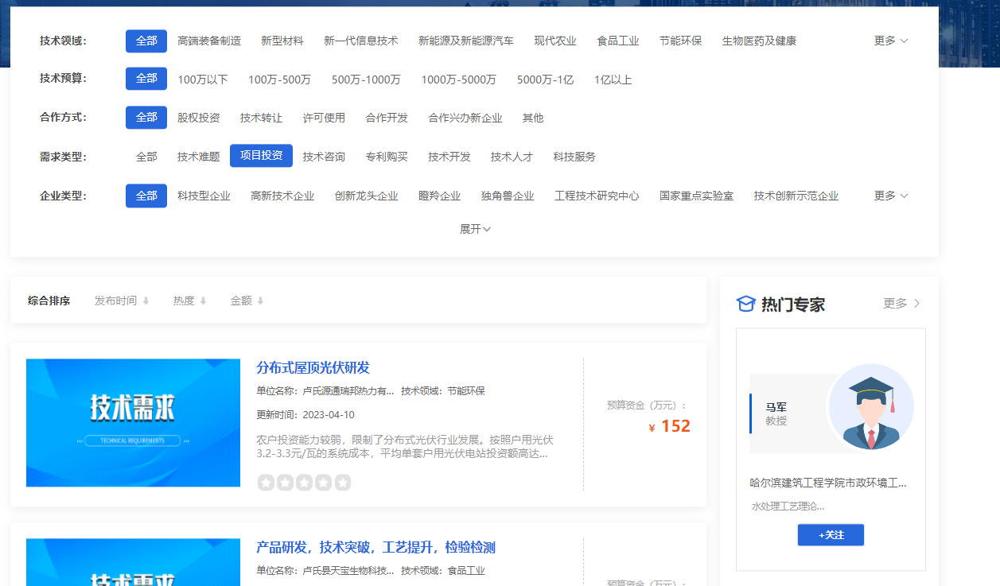 技术领域： 全部 高端装备制造 新型材料 新一代信息技术 新能源及新能源汽车 现代农业 食品工业 节能环保 生物医药及健康 更多
技术预算： 全部 100万以下 100万-500万 500万-1000万 1000万-5000万 5000万-1亿 1亿以上
合作方式： 全部 股权投资 技术转让 许可使用 合作开发 合作兴办新企业 其他
需求类型： 全部 技术难题 项目投资 技术咨询 专利购买 技术开发 技术人才 科技服务
企业类型： 全部 科技型企业 高新技术企业 创新龙头企业 瞪羚企业 独角兽企业 工程技术研究中心 国家重点实验室 技术创新示范企业 更多
展开
综合排序 发布时间 热度 金额
技术需求
TECHNICAL REQUIREMENTS
分布式屋顶光伏研发
单位名称：卢氏源通瑞邦热力有... 技术领域：节能环保
更新时间：2023-04-10
农户投资能力较弱，限制了分布式光伏行业发展。按照户用光伏
3.2-3.3元/瓦的系统成本，平均单套户用光伏电站投资额高达...
预算资金（万元）：
¥ 152
技术需求
产品研发，技术突破，工艺提升，检验检测
单位名称：卢氏县天宝生物科技... 技术领域：食品工业
预算资金（万元）：
热门专家 更多
马军
教授
哈尔滨建筑工程学院市政环境工...
水处理工艺理论...
+关注